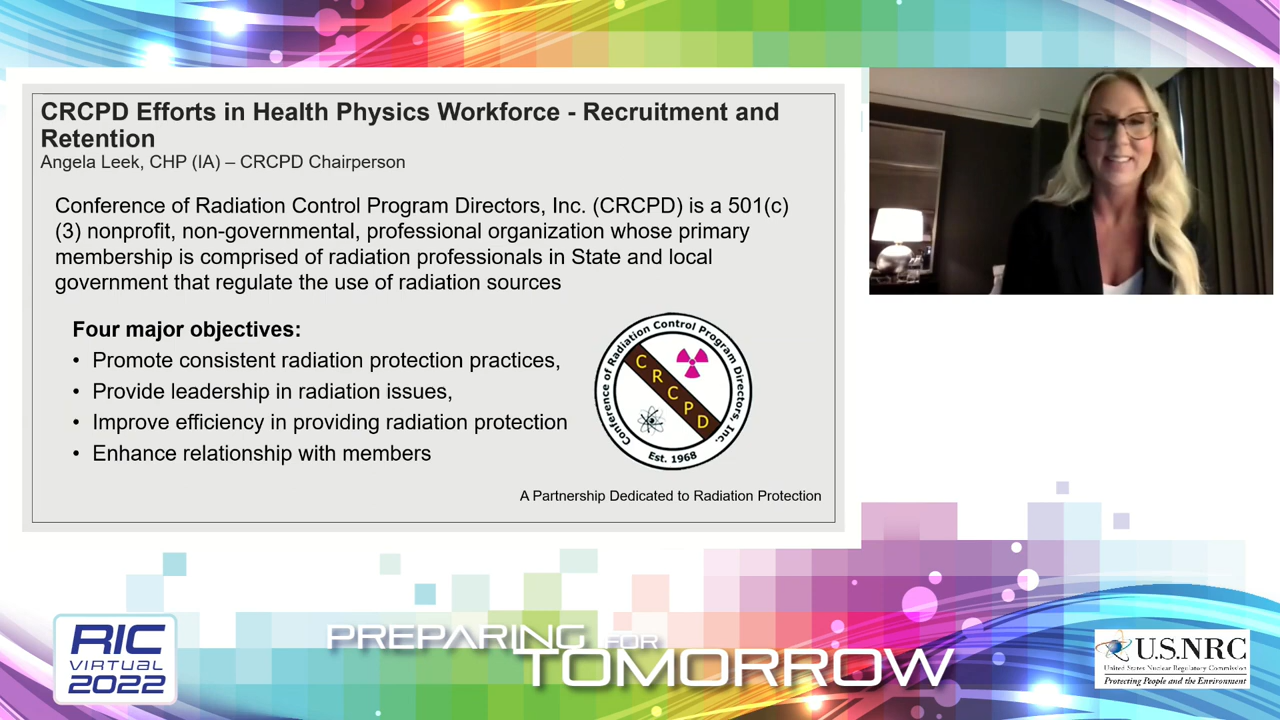 CRCPD Efforts in Health Physics Workforce - Recruitment and
Retention
Angela Leek, CHP (IA) – CRCPD Chairperson
Conference of Radiation Control Program Directors, Inc. (CRCPD) is a 501(c)
(3) nonprofit, non-governmental, professional organization whose primary
membership is comprised of radiation professionals in State and local
government that regulate the use of radiation sources
Four major objectives:
• Promote consistent radiation protection practices,
• Provide leadership in radiation issues,
• Improve efficiency in providing radiation protection
• Enhance relationship with members
Conference of Radiation Control Program Directors, Inc.
CRCPD
Est. 1968
A Partnership Dedicated to Radiation Protection
RIC
VIRTUAL
2022
PREPARING FOR
TOMORROW
U.S.NRC
United States Nuclear Regulatory Commission
Protecting People and the Environment